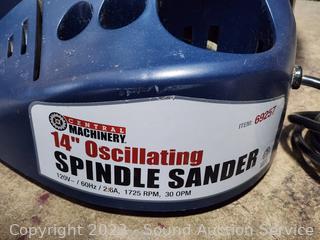 CENTRAL
MACHINERY
ITEM: 69257
14" Oscillating
SPINDLE SANDER
120V~ / 60Hz / 2.6A, 1725 RPM, 30 OPM
Copyright 2023 - Sound Auction Service